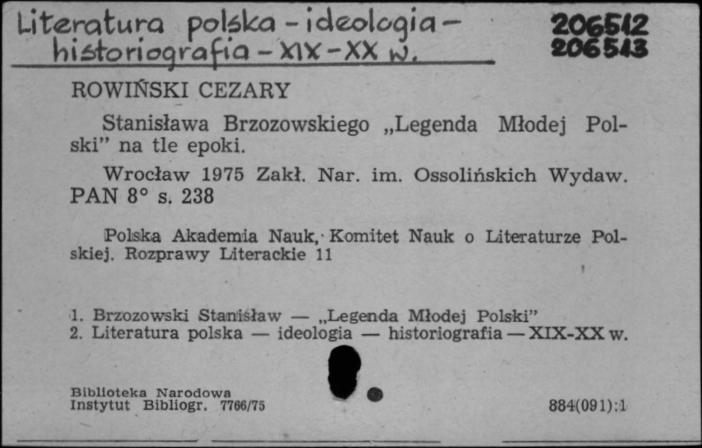 Literatura polska – ideologia – 206512
historiografia – XIX – XX w. 206513
ROWIŃSKI CEZARY
Stanisława Brzozowskiego „Legenda Młodej Pol-
ski” na tle epoki.
Wrocław 1975 Zakł. Nar. im. Ossolińskich Wydaw.
PAN 8° s. 238
Polska Akademia Nauk, Komitet Nauk o Literaturze Pol-
skiej. Rozprawy Literackie 11
1. Brzozowski Stanisław — „Legenda Młodej Polski”
2. Literatura polska — ideologia — historiografia — XIX-XX w.
Biblioteka Narodowa
Instytut Bibliogr. 7766/75 884(091):1